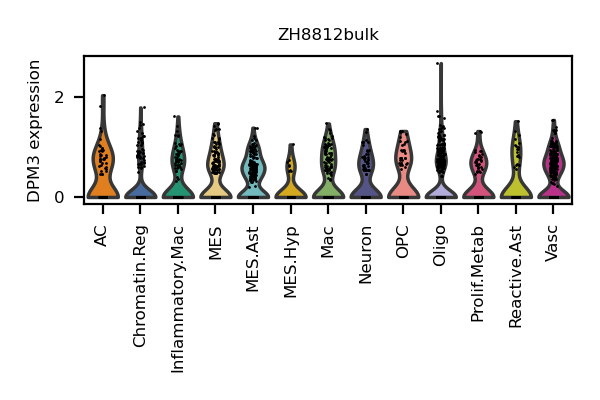 ZH8812bulk
DPM3 expression
2
0
AC
Chromatin.Reg
Inflammatory.Mac
MES
MES.Ast
MES.Hyp
Mac
Neuron
OPC
Oligo
Prolif.Metab
Reactive.Ast
Vasc